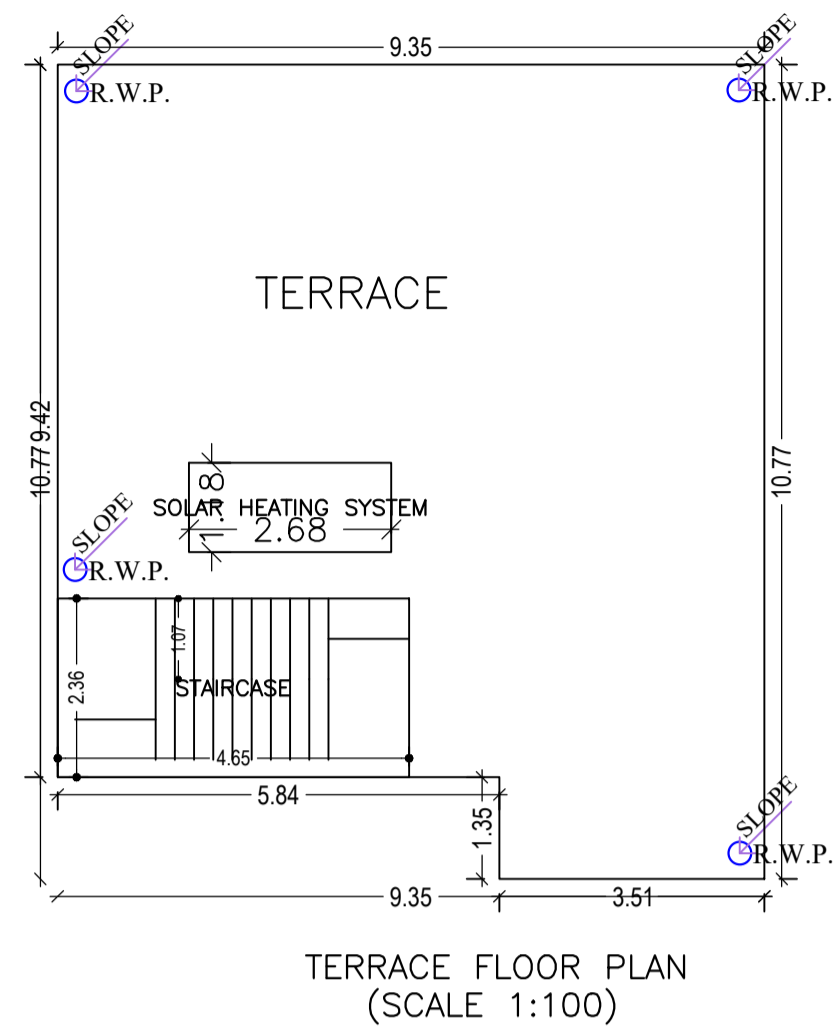 9.35
SLOPE
R.W.P.
SLOPE
R.W.P.
TERRACE
9.42
10.77
10.77
1.18
SOLAR HEATING SYSTEM
2.68
SLOPE
R.W.P.
1.07
2.36
STAIRCASE
4.65
5.84
1.35
SLOPE
R.W.P.
9.35
3.51
TERRACE FLOOR PLAN
(SCALE 1:100)